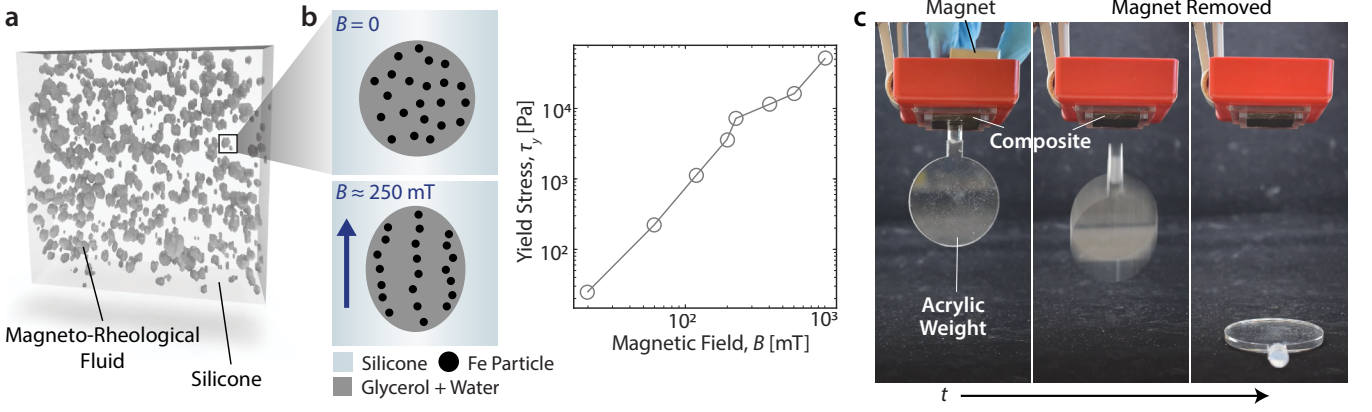 a
Magneto-Rheological
Fluid
Silicone
b
B = 0
B ≈ 250 mT
Silicone
Fe Particle
Glycerol + Water
Yield Stress, τy [Pa]
10⁴
10³
10²
10²
10³
Magnetic Field, B [mT]
c
Magnet
Magnet Removed
Composite
Acrylic
Weight
t